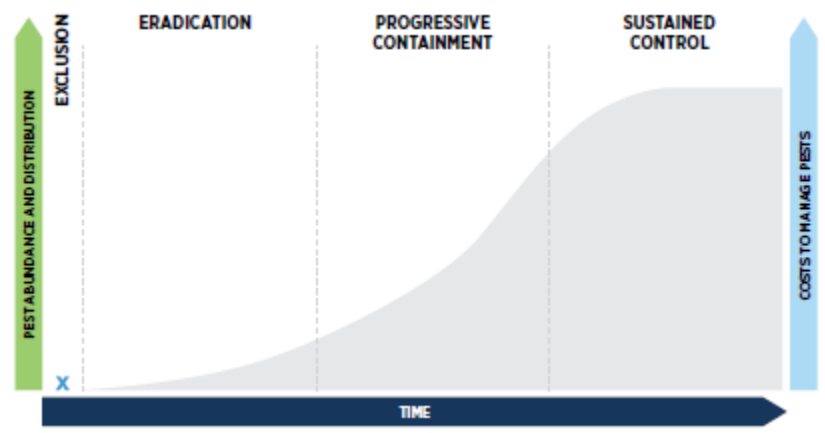 EXCLUSION
ERADICATION
PROGRESSIVE
CONTAINMENT
SUSTAINED
CONTROL
PEST ABUNDANCE AND DISTRIBUTION
COSTS TO MANAGE PESTS
X
TIME